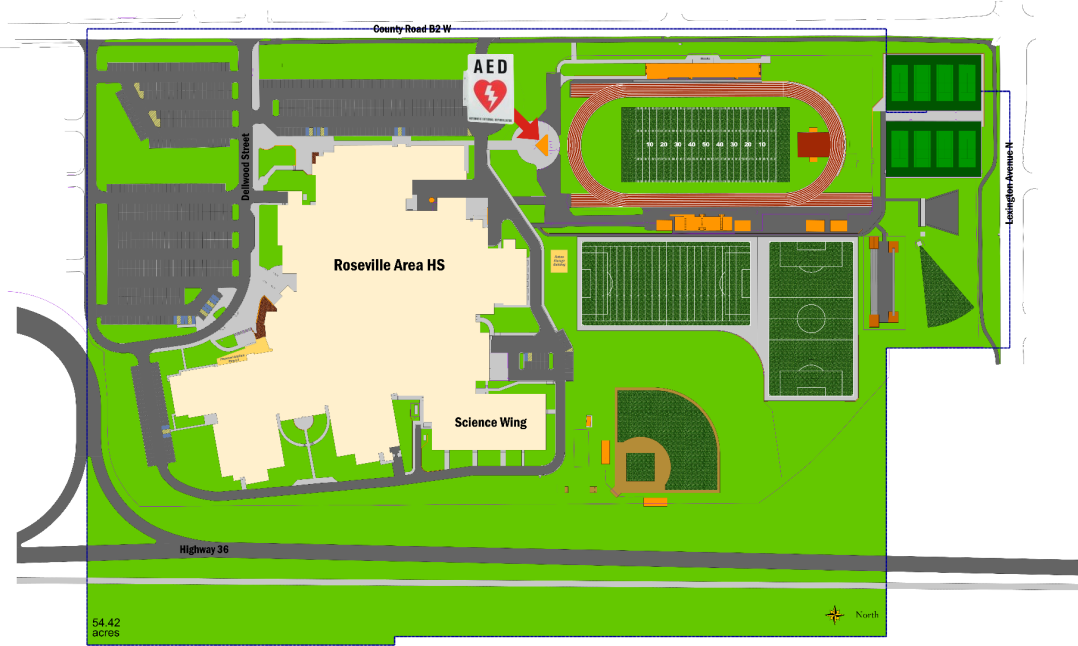 County Road B2 W
AED
10 20 30 40 50 40 30 20 10
Dellwood Street
Lexington Avenue N
Roseville Area HS
Science Wing
Highway 36
North
54.42
acres